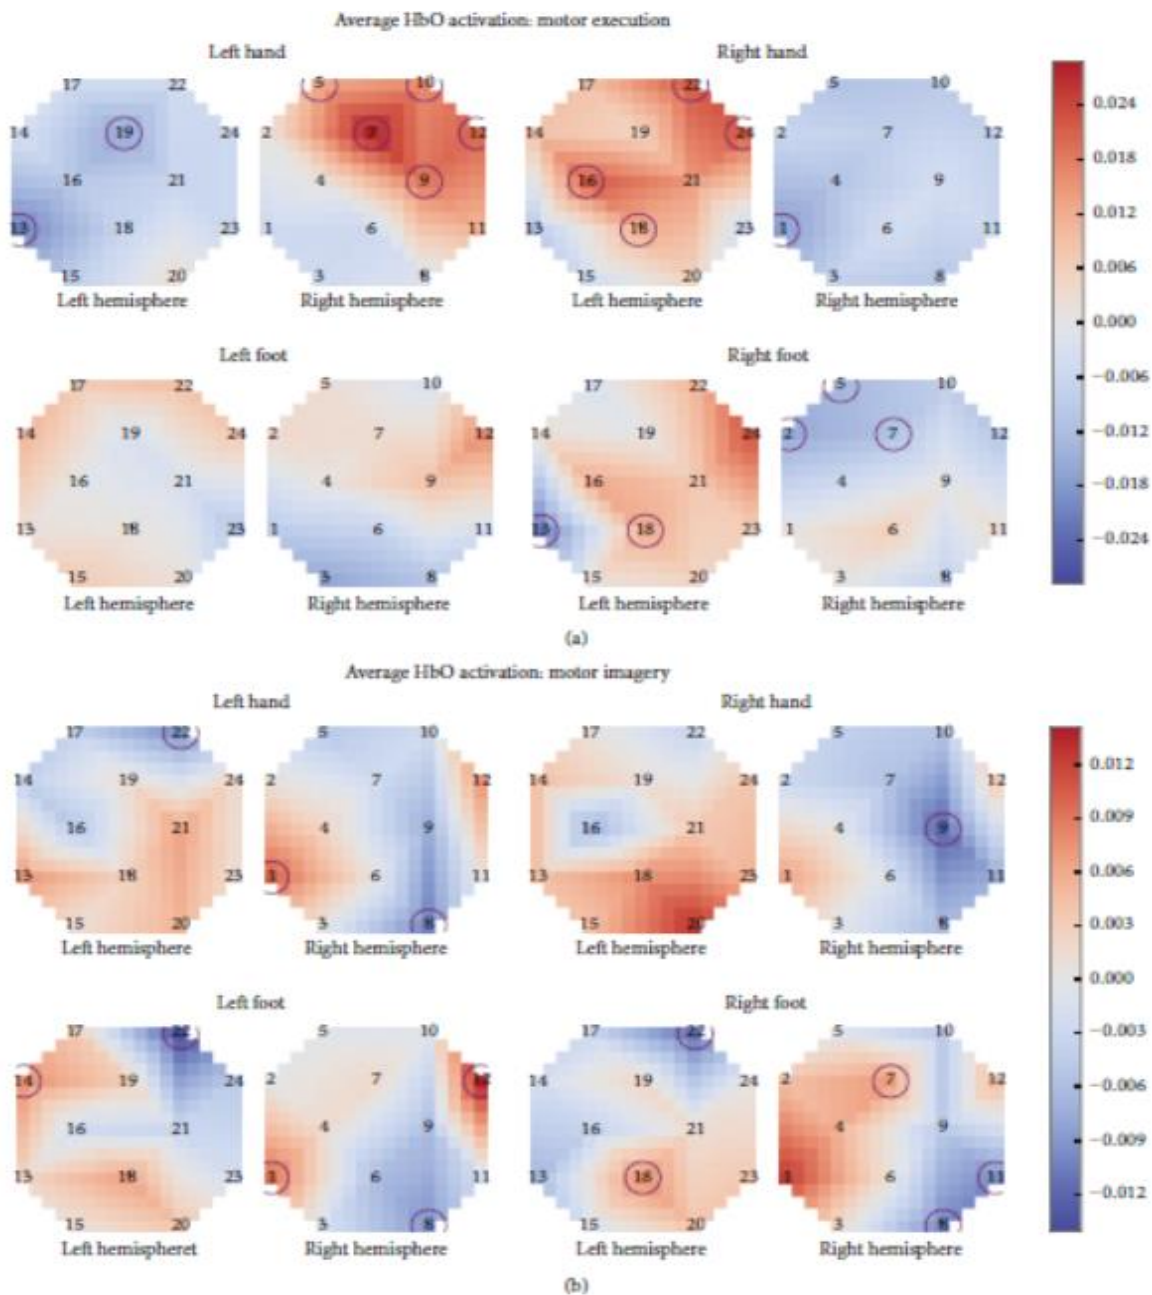 Average HbO activation: motor execution
Left hand Right hand
17 22 5 10 17 22 5 10
14 19 24 2 7 12 14 19 24 2 7 12
16 21 4 9 16 21 4 9
13 18 23 1 6 11 18 23 1 6 11
15 20 3 8 15 20 3 8
Left hemisphere Right hemisphere Left hemisphere Right hemisphere
0.024
0.018
0.012
0.006
0.000
−0.006
−0.012
−0.018
−0.024
Left foot Right foot
17 22 5 10 17 22 5 10
14 19 24 2 7 12 14 19 24 2 7 12
16 21 4 9 16 21 4 9
13 18 23 1 6 11 13 18 23 1 6 11
15 20 3 8 15 20 3 8
Left hemisphere Right hemisphere Left hemisphere Right hemisphere
(a)
Average HbO activation: motor imagery
Left hand Right hand
17 22 5 10 17 22 5 10
14 19 24 2 7 12 14 19 24 2 7 12
16 21 4 9 16 21 4 9
13 18 23 1 6 11 13 18 23 1 6 11
15 20 3 8 15 20 3 8
Left hemisphere Right hemisphere Left hemisphere Right hemisphere
0.012
0.009
0.006
0.003
0.000
−0.003
−0.006
−0.009
−0.012
Left foot Right foot
17 22 5 10 17 22 5 10
14 19 24 2 7 12 14 19 24 2 7 12
16 21 4 9 16 21 4 9
13 18 23 1 6 11 13 18 23 1 6 11
15 20 3 8 15 20 3 8
Left hemispheret Right hemisphere Left hemisphere Right hemisphere
(b)